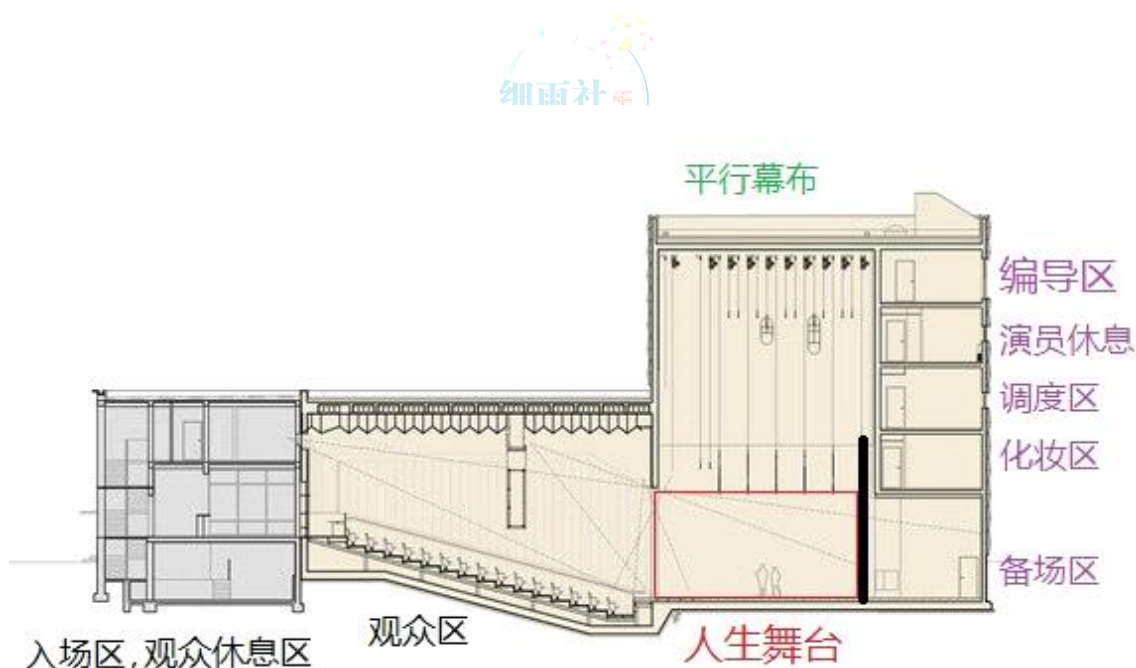 细雨社
平行幕布
编导区
演员休息
调度区
化妆区
备场区
观众区
人生舞台
入场区,观众休息区